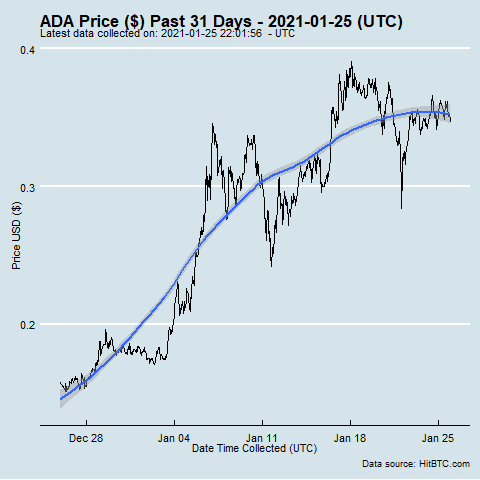 ADA Price ($) Past 31 Days - 2021-01-25 (UTC)
Latest data collected on: 2021-01-25 22:01:56 - UTC
0.4
0.3
0.2
Price USD ($)
Dec 28 Jan 04 Jan 11 Jan 18 Jan 25
Date Time Collected (UTC)
Data source: HitBTC.com